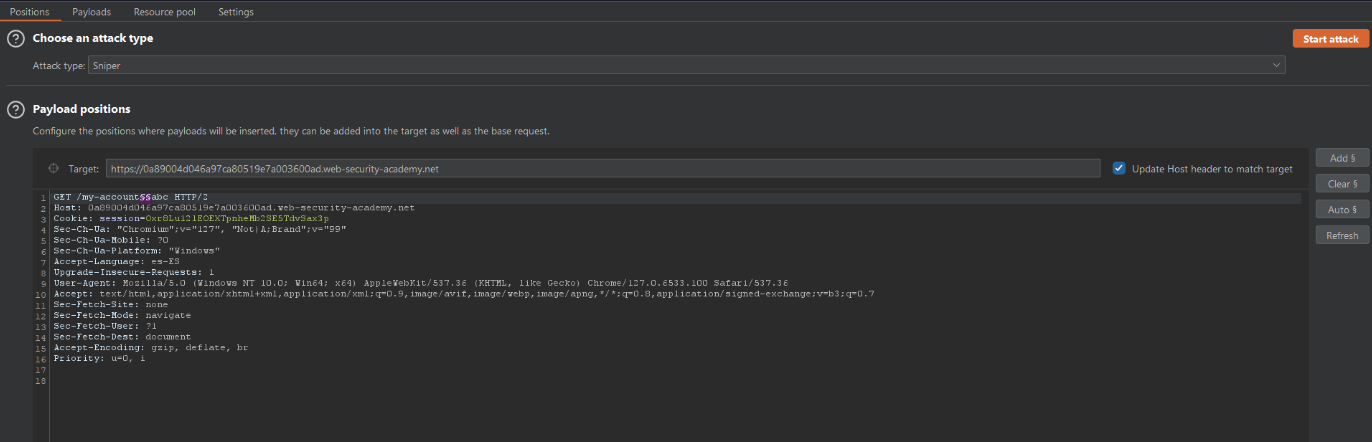 Positions Payloads Resource pool Settings
Choose an attack type
Start attack
Attack type: Sniper
Payload positions
Configure the positions where payloads will be inserted, they can be added into the target as well as the base request.
Target: https://0a89004d046a97ca80519e7a003600ad.web-security-academy.net Update Host header to match target
Add §
Clear §
Auto §
Refresh
1 GET /my-account§§abc HTTP/2
2 Host: 0a89004d046a97ca80519e7a003600ad.web-security-academy.net
3 Cookie: session=
4 Sec-Ch-Ua: "Chromium";v="127", "Not)A;Brand";v="99"
5 Sec-Ch-Ua-Mobile: ?0
6 Sec-Ch-Ua-Platform: "Windows"
7 Accept-Language: es-ES
8 Upgrade-Insecure-Requests: 1
9 User-Agent: Mozilla/5.0 (Windows NT 10.0; Win64; x64) AppleWebKit/537.36 (KHTML, like Gecko) Chrome/127.0.6533.100 Safari/537.36
10 Accept: text/html,application/xhtml+xml,application/xml;q=0.9,image/avif,image/webp,image/apng,*/*;q=0.8,application/signed-exchange;v=b3;q=0.7
11 Sec-Fetch-Site: none
12 Sec-Fetch-Mode: navigate
13 Sec-Fetch-User: ?1
14 Sec-Fetch-Dest: document
15 Accept-Encoding: gzip, deflate, br
16 Priority: u=0, i
17
18